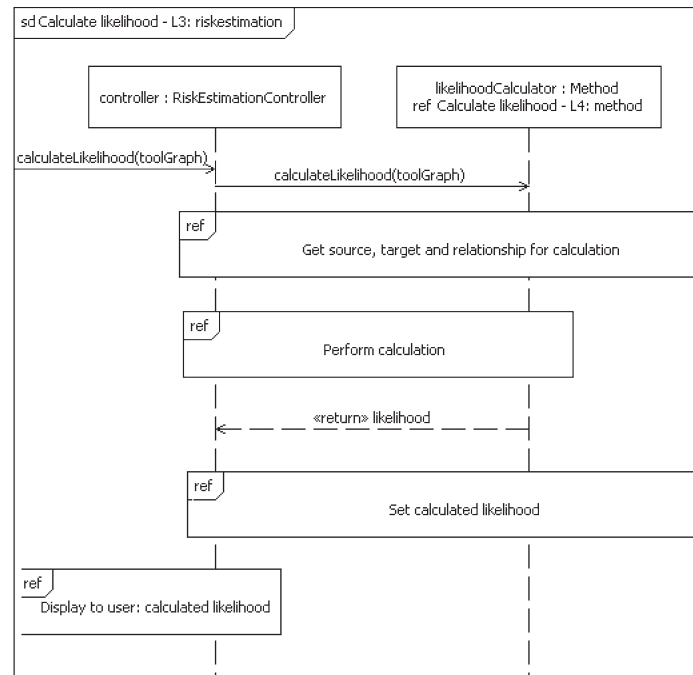 sd Calculate likelihood - L3: riskestimation
controller : RiskEstimationController
likelihoodCalculator : Method
ref Calculate likelihood - L4: method
calculateLikelihood(toolGraph)
calculateLikelihood(toolGraph)
ref
Get source, target and relationship for calculation
ref
Perform calculation
«return» likelihood
ref
Set calculated likelihood
ref
Display to user: calculated likelihood